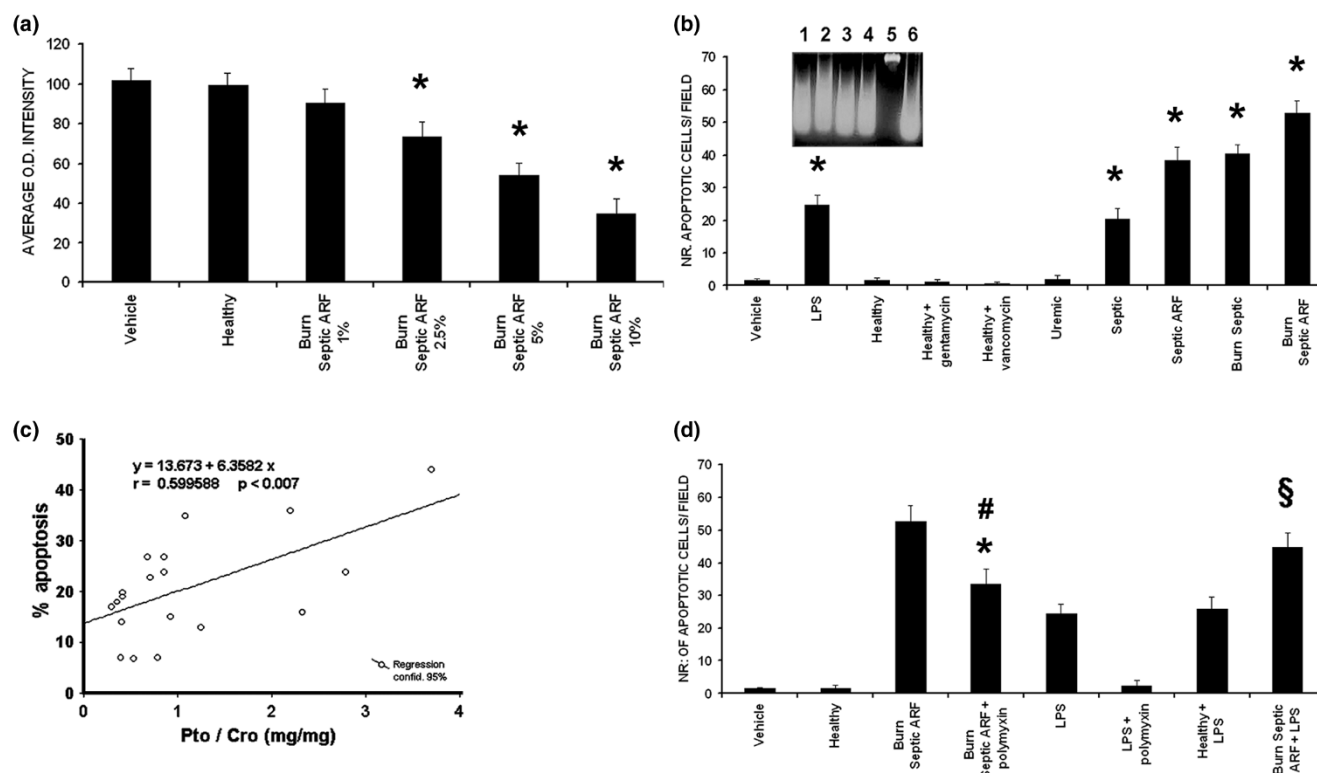 (a)
120
100
80
60
40
20
0
AVERAGE O.D. INTENSITY
*
*
*
Vehicle
Healthy
Burn
Septic ARF
1%
Burn
Septic ARF
2.5%
Burn
Septic ARF
5%
Burn
Septic ARF
10%
(b)
1 2 3 4 5 6
70
60
50
40
30
20
10
0
NR. APOPTOTIC CELLS/ FIELD
*
*
*
*
*
Vehicle
LPS
Healthy
Healthy +
gentamycin
Healthy +
vancomycin
Uremic
Septic
Septic ARF
Burn Septic
Burn
Septic ARF
(c)
50
40
30
20
10
0
% apoptosis
y = 13.673 + 6.3582 x
r = 0.599588 p < 0.007
Regression
confid. 95%
0 1 2 3 4
Pto / Cro (mg/mg)
(d)
70
60
50
40
30
20
10
0
NR: OF APOPTOTIC CELLS/ FIELD
#
*
§
Vehicle
Healthy
Burn
Septic ARF
Burn
Septic ARF +
polymyxin
LPS
LPS +
polymyxin
Healthy + LPS
Burn Septic
ARF + LPS